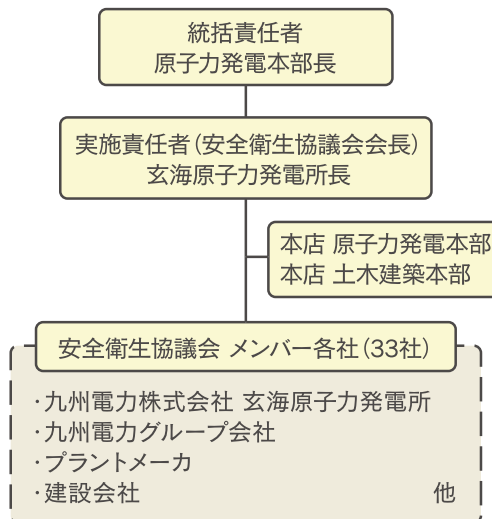 統括責任者
原子力発電本部長
実施責任者（安全衛生協議会会長）
玄海原子力発電所長
本店 原子力発電本部
本店 土木建築本部
安全衛生協議会 メンバー各社（33社）
・九州電力株式会社 玄海原子力発電所
・九州電力グループ会社
・プラントメーカ
・建設会社 他